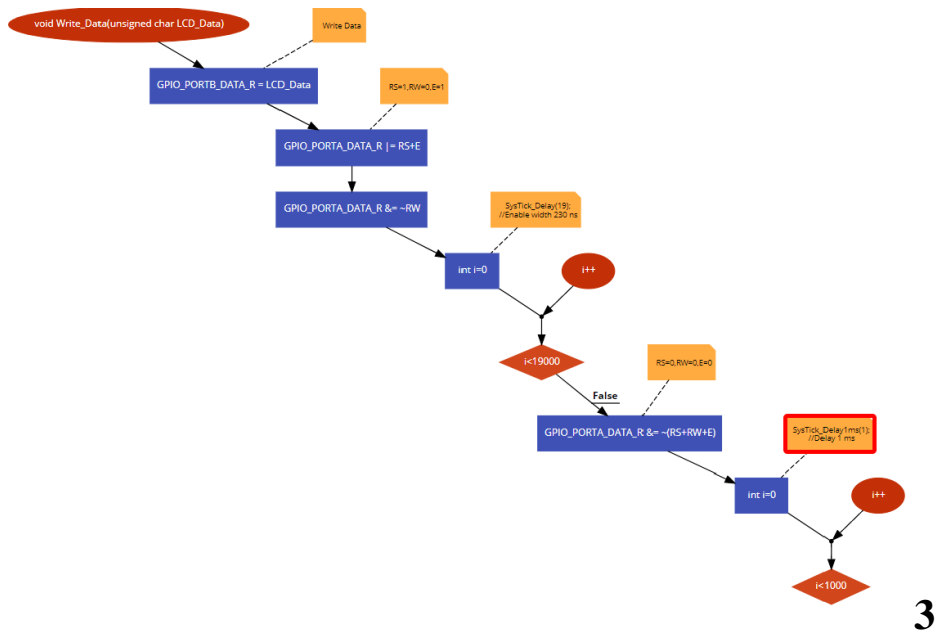 void Write_Data(unsigned char LCD_Data)
Write Data
GPIO_PORTB_DATA_R = LCD_Data
RS=1,RW=0,E=1
GPIO_PORTA_DATA_R |= RS+E
GPIO_PORTA_DATA_R &= ~RW
SysTick_Delay(19);
//Enable width 230 ns
int i=0
i++
i<19000
RS=0,RW=0,E=0
False
GPIO_PORTA_DATA_R &= ~(RS+RW+E)
SysTick_Delay1ms(1);
//Delay 1 ms
int i=0
i++
i<1000
3